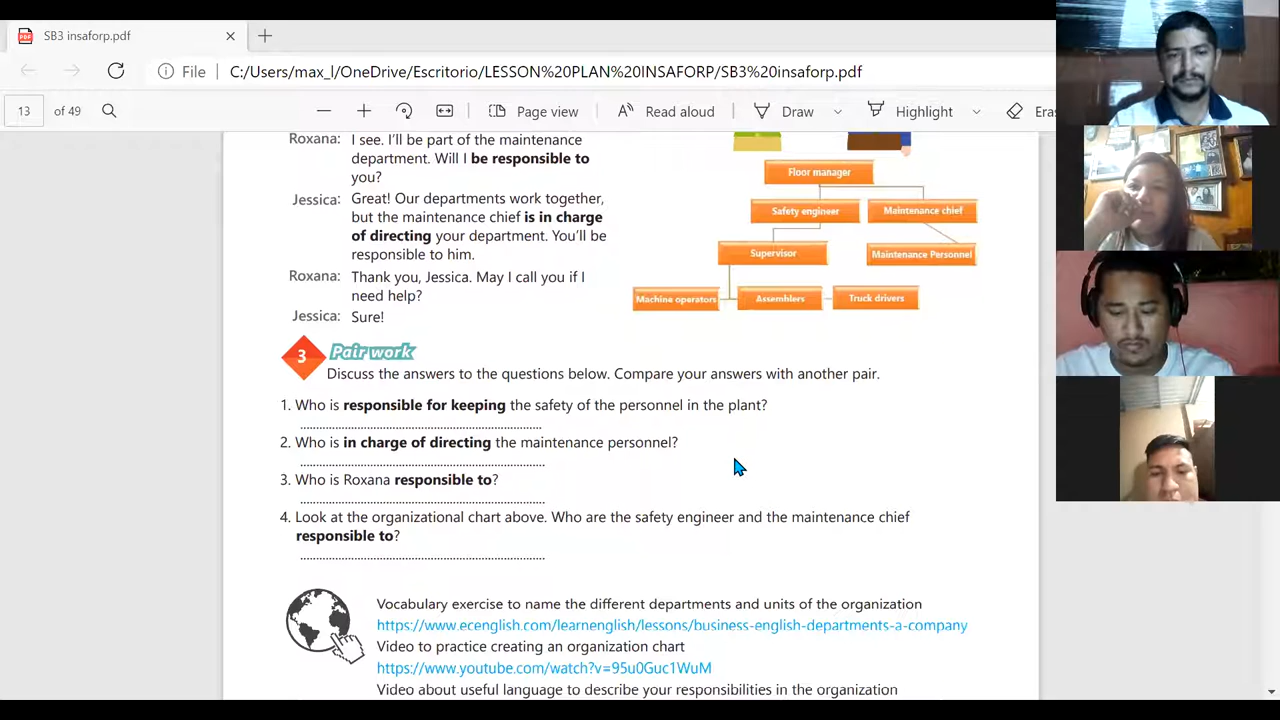 SB3 insaforp.pdf
File
C:/Users/max_l/OneDrive/Escritorio/LESSON%20PLAN%20INSAFORP/SB3%20insaforp.pdf
13 of 49
Page view
Read aloud
Draw
Highlight
Eras
Roxana: I see. I'll be part of the maintenance
department. Will I be responsible to
you?
Jessica: Great! Our departments work together,
but the maintenance chief is in charge
of directing your department. You'll be
responsible to him.
Roxana: Thank you, Jessica. May I call you if I
need help?
Jessica: Sure!
Floor manager
Safety engineer
Maintenance chief
Supervisor
Maintenance Personnel
Machine operators
Assemblers
Truck drivers
3 Pair work
Discuss the answers to the questions below. Compare your answers with another pair.
1. Who is responsible for keeping the safety of the personnel in the plant?
2. Who is in charge of directing the maintenance personnel?
3. Who is Roxana responsible to?
4. Look at the organizational chart above. Who are the safety engineer and the maintenance chief
responsible to?
Vocabulary exercise to name the different departments and units of the organization
https://www.ecenglish.com/learnenglish/lessons/business-english-departments-a-company
Video to practice creating an organization chart
https://www.youtube.com/watch?v=95u0Guc1WuM
Video about useful language to describe your responsibilities in the organization